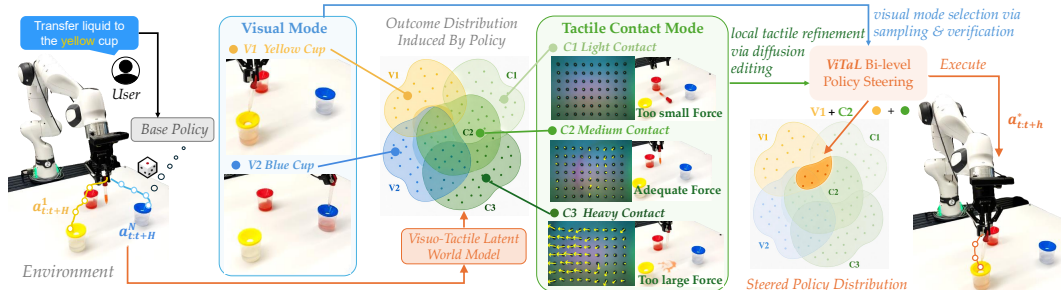 Transfer liquid to
the yellow cup
User
Base Policy
a¹ₜ:ₜ₊H
aᴺₜ:ₜ₊H
Environment
Visual Mode
V1 Yellow Cup
V2 Blue Cup
Outcome Distribution
Induced By Policy
V1
C1
C2
V2
C3
Visuo-Tactile Latent
World Model
Tactile Contact Mode
C1 Light Contact
Too small Force
C2 Medium Contact
Adequate Force
C3 Heavy Contact
Too large Force
local tactile refinement
via diffusion
editing
visual mode selection via
sampling & verification
ViTaL Bi-level
Policy Steering
Execute
V1 + C2
+
a*ₜ:ₜ₊ₕ
V1
C1
C2
V2
C3
Steered Policy Distribution